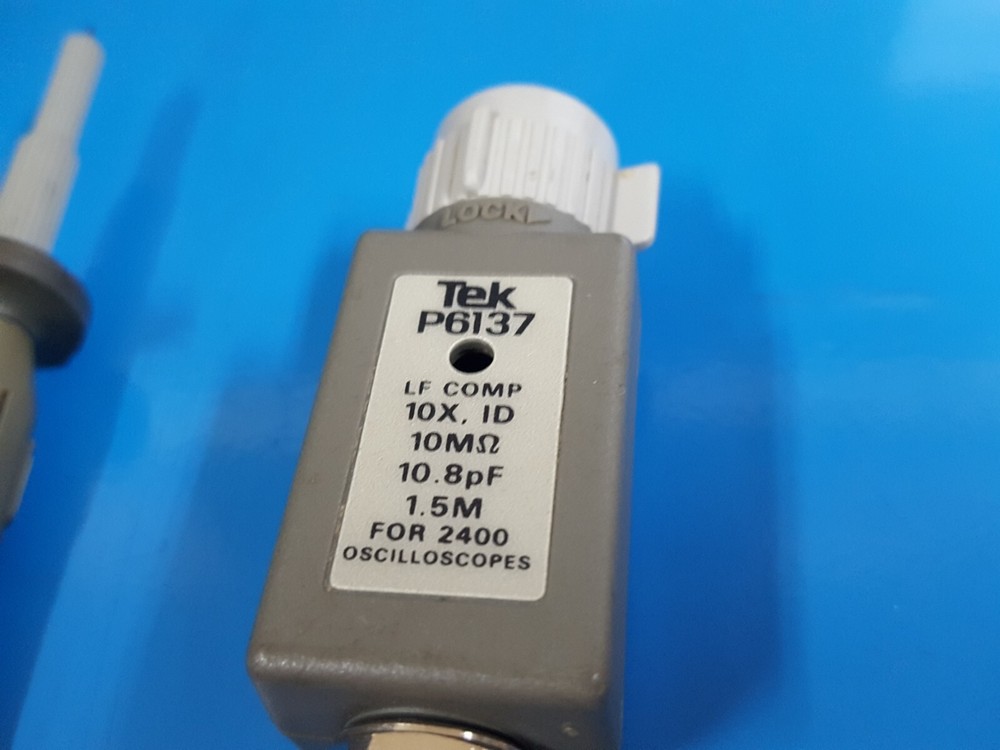 LOCK
Tek
P6137
LF COMP
10X, ID
10MΩ
10.8pF
1.5M
FOR 2400
OSCILLOSCOPES